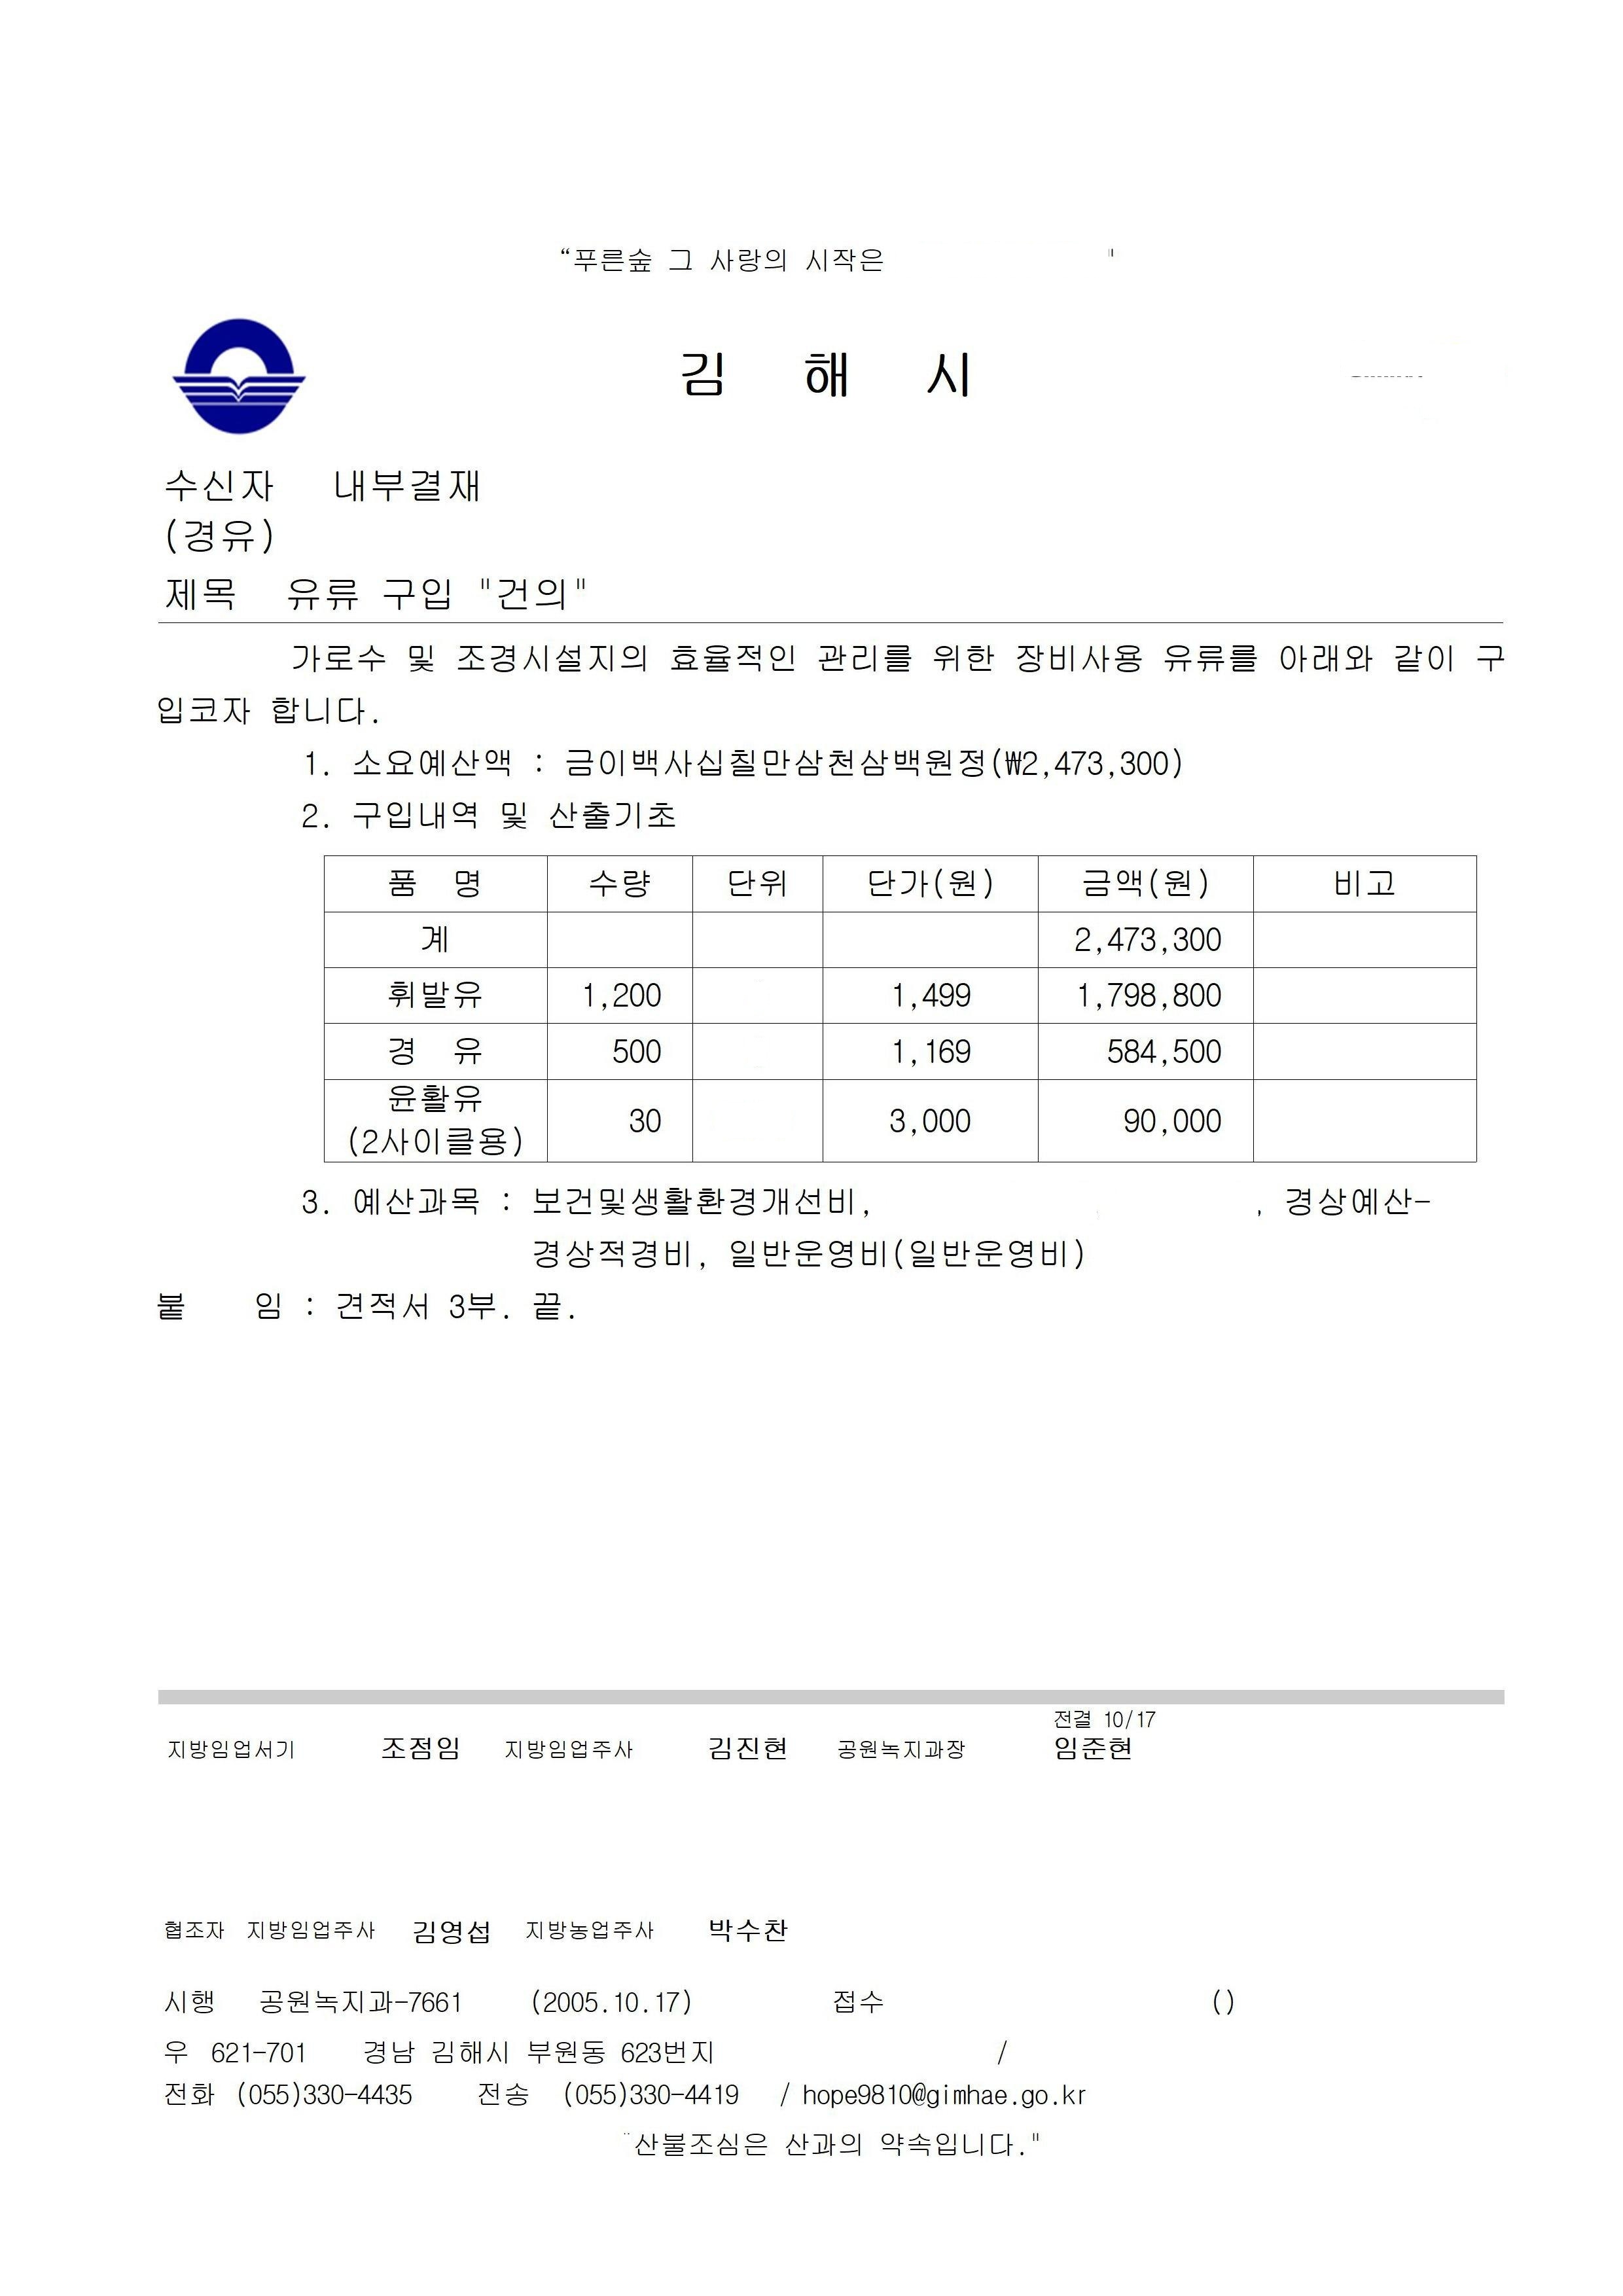 “푸른숲 그 사랑의 시작은 "
김 해 시
수신자 내부결재
(경유)
제목 유류 구입 "건의"
가로수 및 조경시설지의 효율적인 관리를 위한 장비사용 유류를 아래와 같이 구
입코자 합니다.
1. 소요예산액 : 금이백사십칠만삼천삼백원정(₩2,473,300)
2. 구입내역 및 산출기초
품 명 수량 단위 단가(원) 금액(원) 비고
계 2,473,300
휘발유 1,200 1,499 1,798,800
경 유 500 1,169 584,500
윤활유
(2사이클용) 30 3,000 90,000
3. 예산과목 : 보건및생활환경개선비, , 경상예산-
경상적경비, 일반운영비(일반운영비)
붙 임 : 견적서 3부. 끝.
전결 10/17
지방임업서기 조점임 지방임업주사 김진현 공원녹지과장 임준현
협조자 지방임업주사 김영섭 지방농업주사 박수찬
시행 공원녹지과-7661 (2005.10.17) 접수 ()
우 621-701 경남 김해시 부원동 623번지 /
전화 (055)330-4435 전송 (055)330-4419 / hope9810@gimhae.go.kr
"산불조심은 산과의 약속입니다."